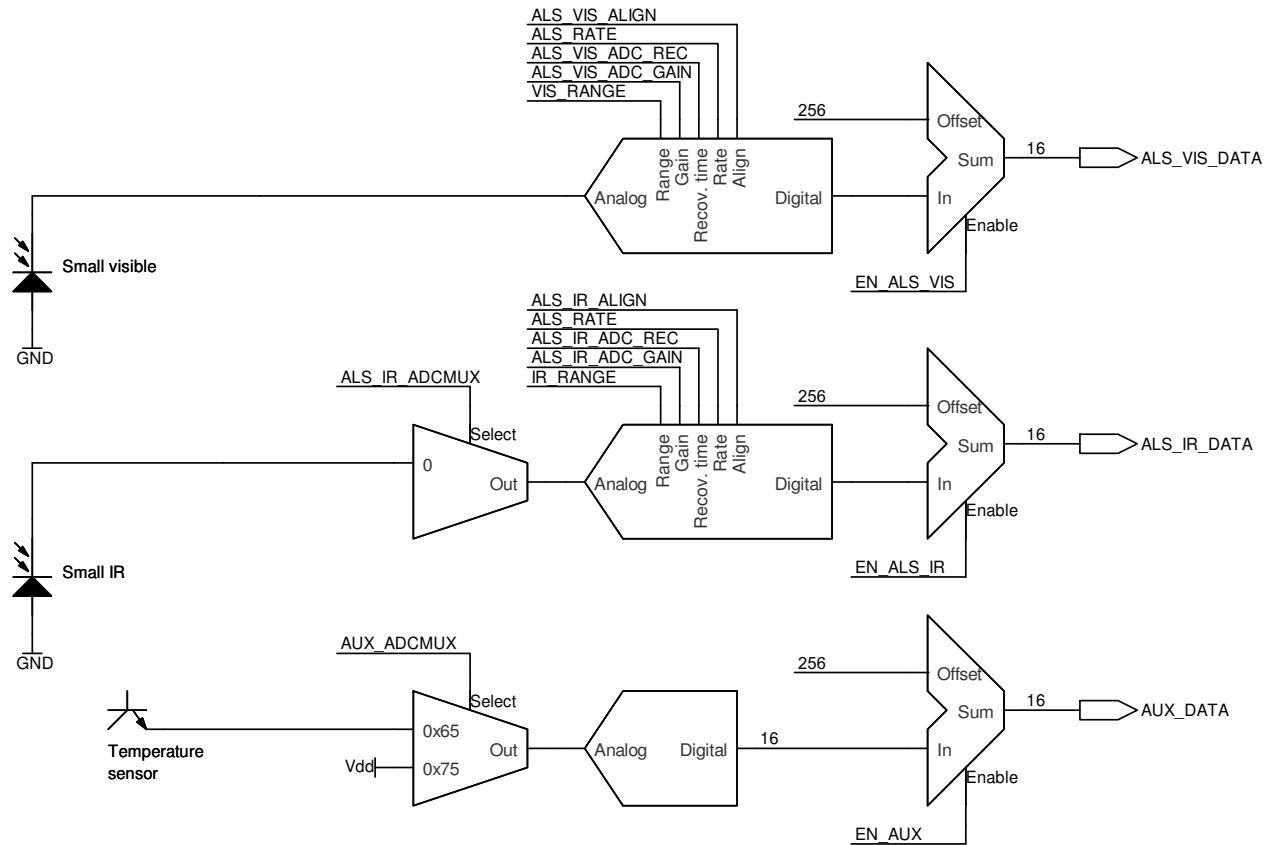 ALS_VIS_ALIGN
ALS_RATE
ALS_VIS_ADC_REC
ALS_VIS_ADC_GAIN
VIS_RANGE
256
Offset
Range
Gain
Recov. time
Rate
Align
Sum
16
ALS_VIS_DATA
Analog
Digital
In
Enable
Small visible
EN_ALS_VIS
GND
ALS_IR_ALIGN
ALS_RATE
ALS_IR_ADC_REC
ALS_IR_ADC_GAIN
IR_RANGE
ALS_IR_ADCMUX
256
Offset
Select
Range
Gain
Recov. time
Rate
Align
Sum
16
ALS_IR_DATA
0
Out
Analog
Digital
In
Enable
Small IR
EN_ALS_IR
GND
AUX_ADCMUX
256
Offset
Select
Sum
16
AUX_DATA
0x65
Temperature
sensor
Out
Analog
Digital
16
In
Vdd
0x75
Enable
EN_AUX